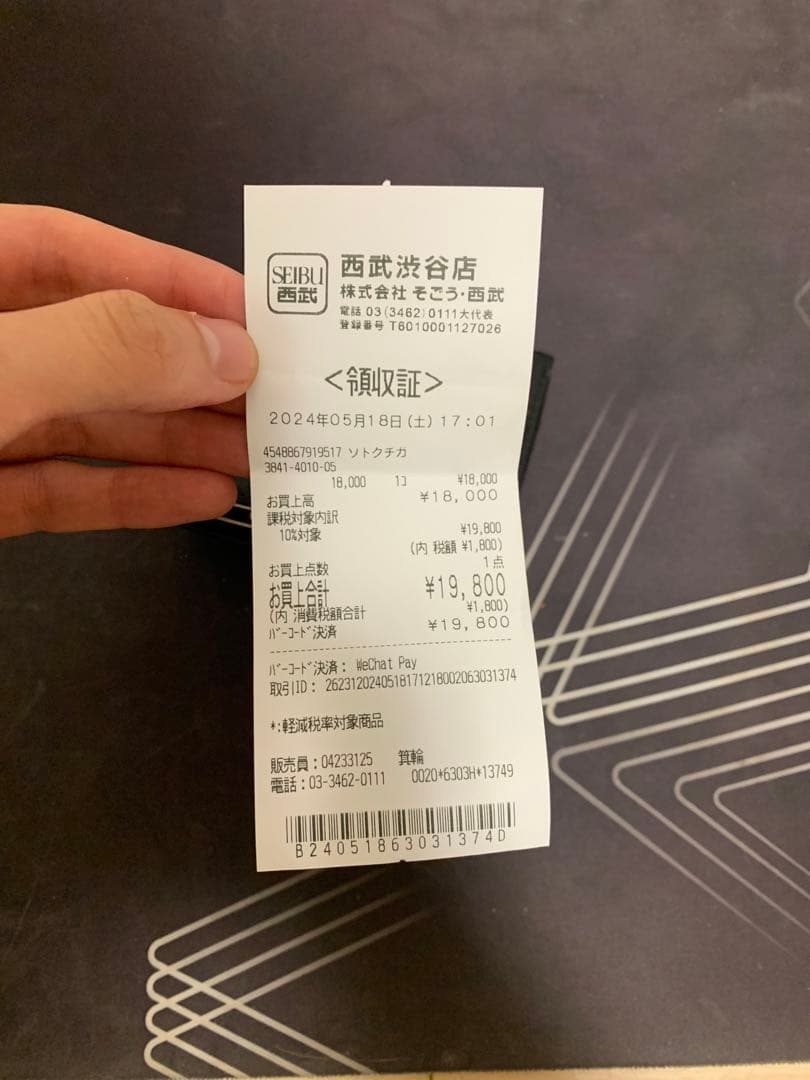 SEIBU
西武
西武渋谷店
株式会社 そごう・西武
電話 03(3462)0111大代表
登録番号 T6010001127026
<領収証>
2024年05月18日(土) 17:01
4548867919517 ソトクチガ
3841-4010-05
18,000 1コ ¥18,000
お買上高 ¥18,000
課税対象内訳
10%対象 ¥19,800
(内 税額 ¥1,800)
お買上点数 1点
お買上合計 ¥19,800
(内 消費税額合計 ¥1,800)
バーコード決済 ¥19,800
バーコード決済: WeChat Pay
取引ID: 2623120240518171218002063031374
*:軽減税率対象商品
販売員:04233125 箕輪
電話:03-3462-0111 0020*6303H*13749
B24051863031374D